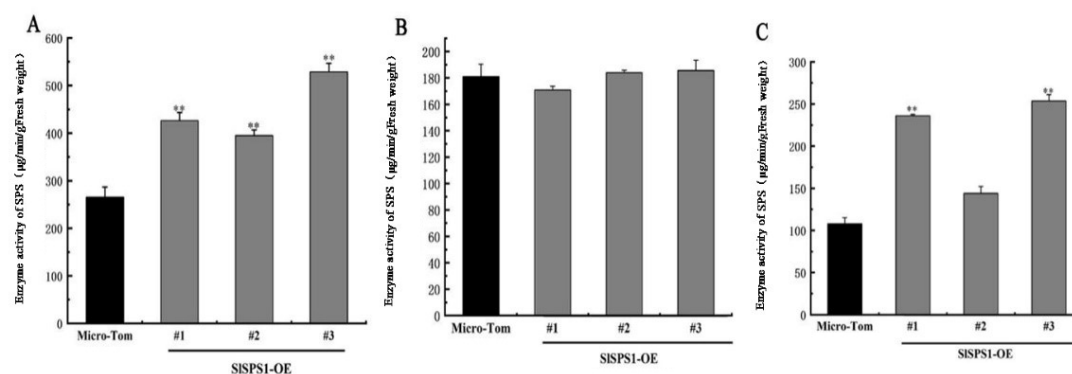 A
Enzyme activity of SPS（μg/min/gFresh weight）
600
500
400
300
200
100
0
**
**
**
Micro-Tom #1 #2 #3
SlSPS1-OE
B
Enzyme activity of SPS（μg/min/gFresh weight）
200
180
160
140
120
100
80
60
40
20
0
Micro-Tom #1 #2 #3
SlSPS1-OE
C
Enzyme activity of SPS（μg/min/gFresh weight）
300
250
200
150
100
50
0
**
**
Micro-Tom #1 #2 #3
SlSPS1-OE